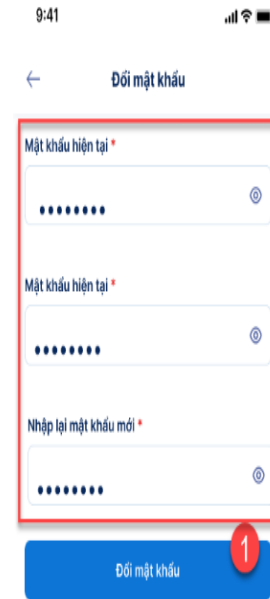 9:41
Đổi mật khẩu
Mật khẩu hiện tại *
••••••••
Mật khẩu hiện tại *
••••••••
Nhập lại mật khẩu mới *
••••••••
1
Đổi mật khẩu